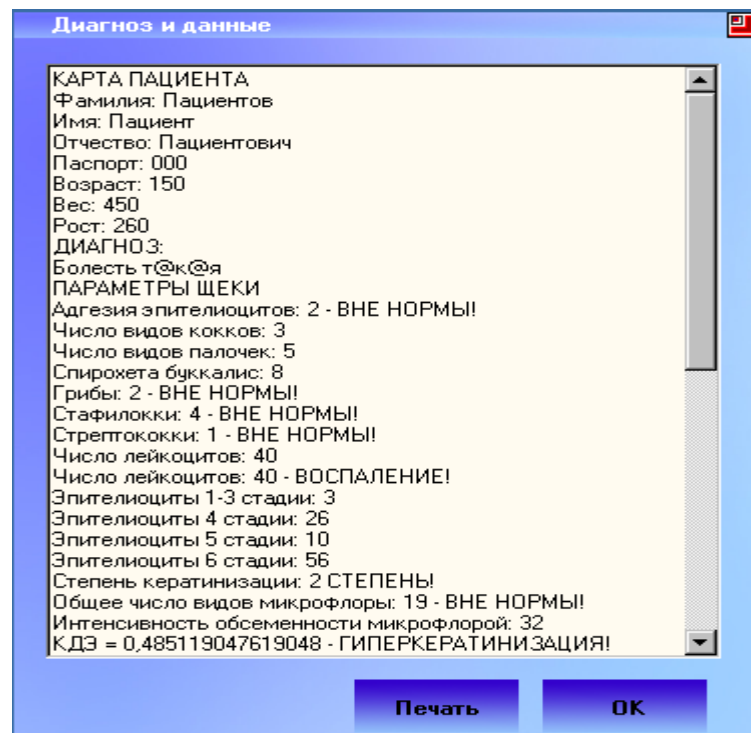 Диагноз и данные
КАРТА ПАЦИЕНТА
Фамилия: Пациентов
Имя: Пациент
Отчество: Пациентович
Паспорт: 000
Возраст: 150
Вес: 450
Рост: 260
ДИАГНОЗ:
Болесть т@к@я
ПАРАМЕТРЫ ЩЕКИ
Адгезия эпителиоцитов: 2 - ВНЕ НОРМЫ!
Число видов кокков: 3
Число видов палочек: 5
Спирохета буккалис: 8
Грибы: 2 - ВНЕ НОРМЫ!
Стафилокки: 4 - ВНЕ НОРМЫ!
Стрептококки: 1 - ВНЕ НОРМЫ!
Число лейкоцитов: 40
Число лейкоцитов: 40 - ВОСПАЛЕНИЕ!
Эпителиоциты 1-3 стадии: 3
Эпителиоциты 4 стадии: 26
Эпителиоциты 5 стадии: 10
Эпителиоциты 6 стадии: 56
Степень кератинизации: 2 СТЕПЕНЬ!
Общее число видов микрофлоры: 19 - ВНЕ НОРМЫ!
Интенсивность обсеменности микрофлорой: 32
КДЭ = 0,485119047619048 - ГИПЕРКЕРАТИНИЗАЦИЯ!
Печать OK